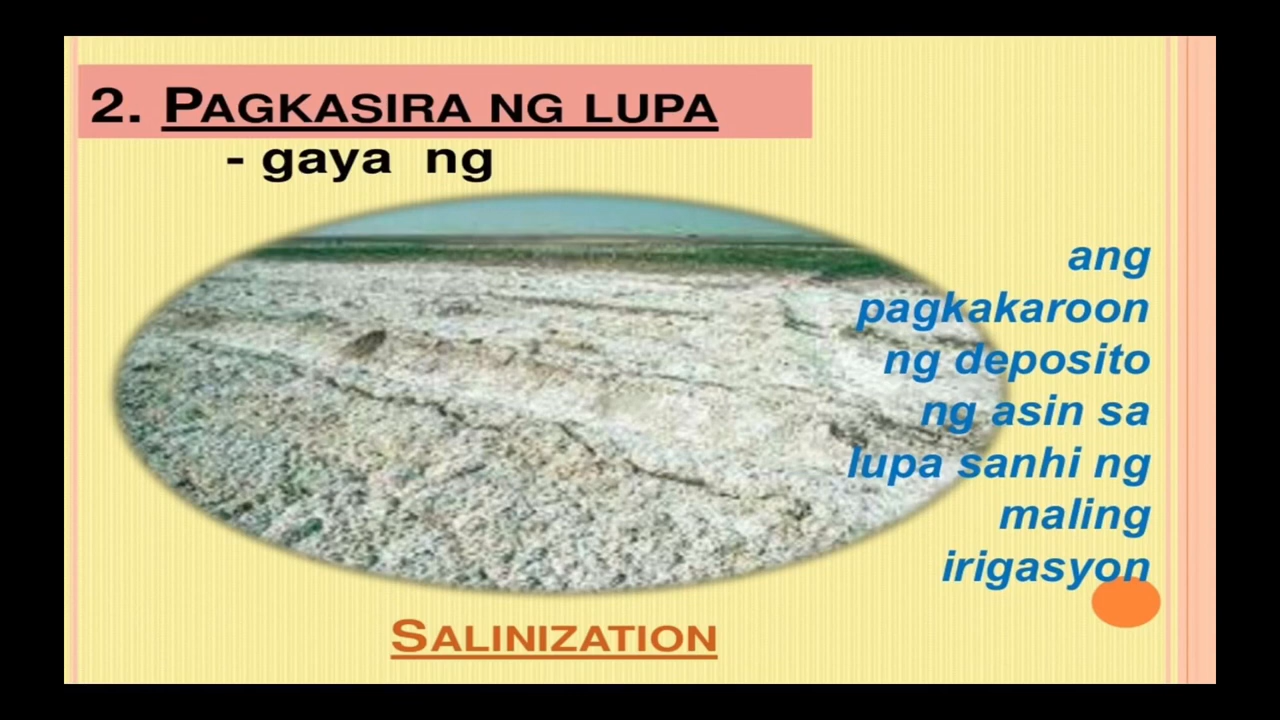 2. PAGKASIRA NG LUPA
- gaya ng
ang
pagkakaroon
ng deposito
ng asin sa
lupa sanhi ng
maling
irigasyon
SALINIZATION